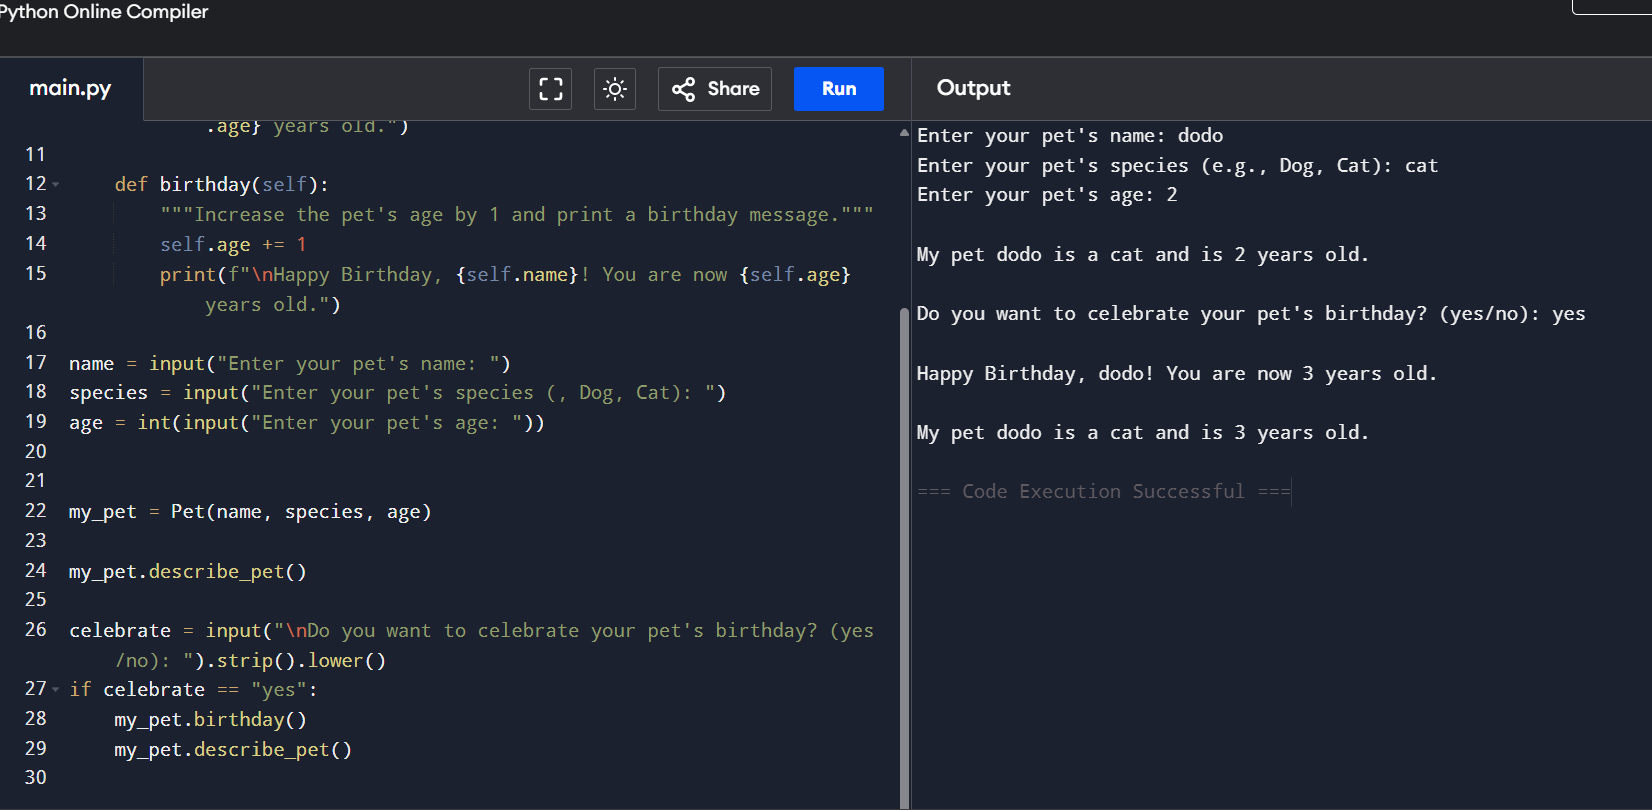 Python Online Compiler
main.py
Share
Run
Output
.age} years old.")
11
12 def birthday(self):
13 """Increase the pet's age by 1 and print a birthday message."""
14 self.age += 1
15 print(f"\nHappy Birthday, {self.name}! You are now {self.age}
years old.")
16
17 name = input("Enter your pet's name: ")
18 species = input("Enter your pet's species (, Dog, Cat): ")
19 age = int(input("Enter your pet's age: "))
20
21
22 my_pet = Pet(name, species, age)
23
24 my_pet.describe_pet()
25
26 celebrate = input("\nDo you want to celebrate your pet's birthday? (yes
/no): ").strip().lower()
27 if celebrate == "yes":
28 my_pet.birthday()
29 my_pet.describe_pet()
30
Enter your pet's name: dodo
Enter your pet's species (e.g., Dog, Cat): cat
Enter your pet's age: 2
My pet dodo is a cat and is 2 years old.
Do you want to celebrate your pet's birthday? (yes/no): yes
Happy Birthday, dodo! You are now 3 years old.
My pet dodo is a cat and is 3 years old.
=== Code Execution Successful ===